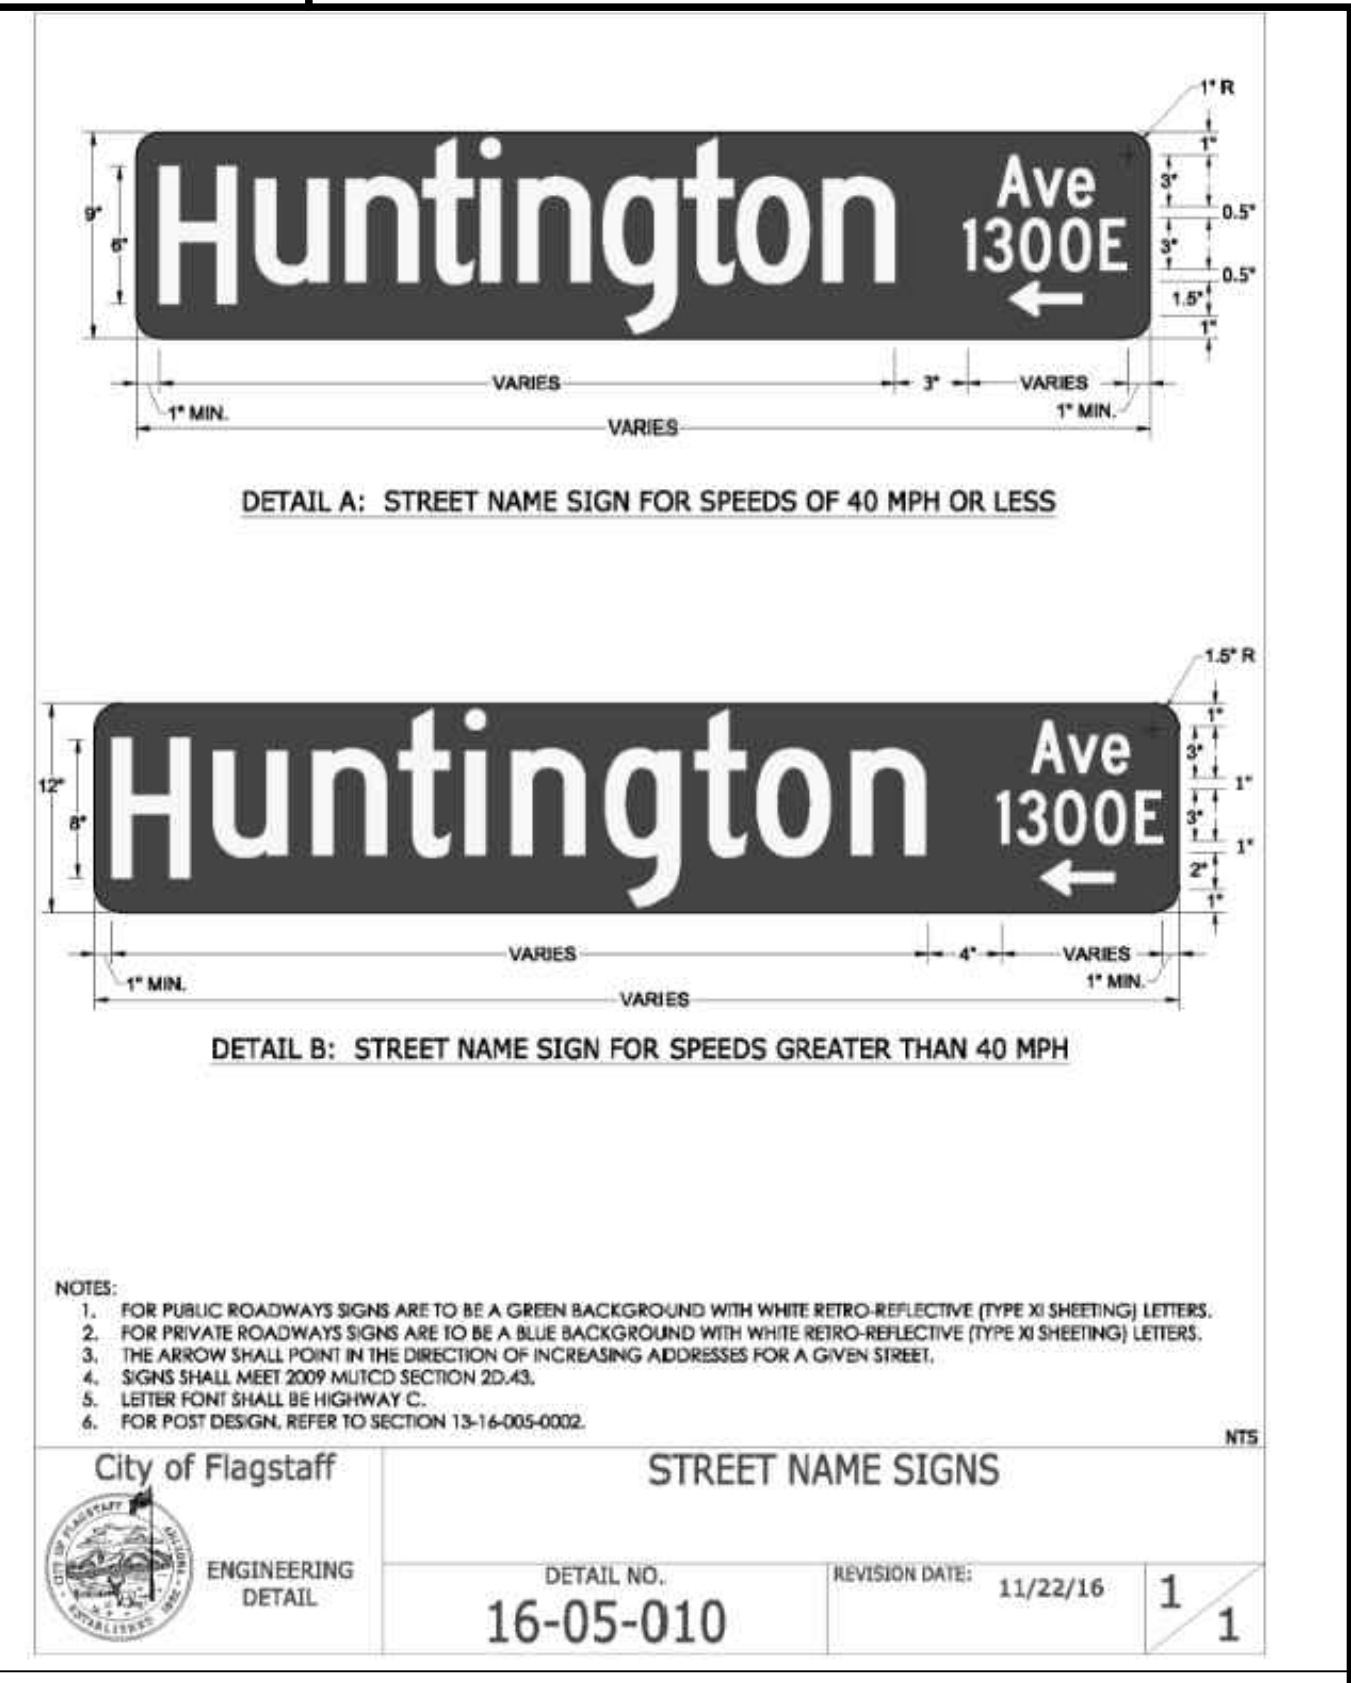 1" R
Huntington
Ave
1300E
9"
6"
1"
3"
0.5"
3"
0.5"
1.5"
1"
VARIES
3"
VARIES
1" MIN.
1" MIN.
VARIES
DETAIL A: STREET NAME SIGN FOR SPEEDS OF 40 MPH OR LESS
1.5" R
Huntington
Ave
1300E
12"
8"
1"
3"
1"
3"
1"
2"
1"
VARIES
4"
VARIES
1" MIN.
1" MIN.
VARIES
DETAIL B: STREET NAME SIGN FOR SPEEDS GREATER THAN 40 MPH
NOTES:
1. FOR PUBLIC ROADWAYS SIGNS ARE TO BE A GREEN BACKGROUND WITH WHITE RETRO-REFLECTIVE (TYPE XI SHEETING) LETTERS.
2. FOR PRIVATE ROADWAYS SIGNS ARE TO BE A BLUE BACKGROUND WITH WHITE RETRO-REFLECTIVE (TYPE XI SHEETING) LETTERS.
3. THE ARROW SHALL POINT IN THE DIRECTION OF INCREASING ADDRESSES FOR A GIVEN STREET.
4. SIGNS SHALL MEET 2009 MUTCD SECTION 2D.43.
5. LETTER FONT SHALL BE HIGHWAY C.
6. FOR POST DESIGN, REFER TO SECTION 13-16-005-0002.
NTS
City of Flagstaff
STREET NAME SIGNS
CITY OF FLAGSTAFF
ESTABLISHED
ENGINEERING
DETAIL
DETAIL NO.
16-05-010
REVISION DATE:
11/22/16
1
1